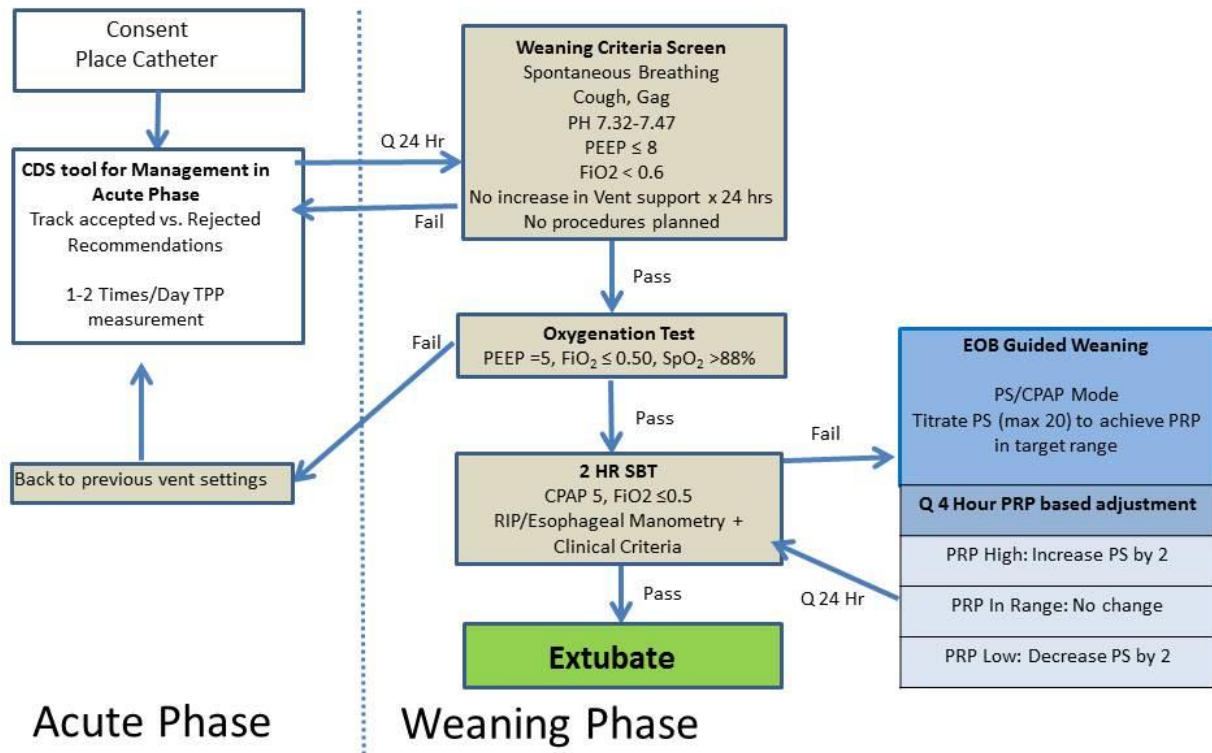 Consent
Place Catheter
CDS tool for Management in
Acute Phase
Track accepted vs. Rejected
Recommendations
1-2 Times/Day TPP
measurement
Back to previous vent settings
Q 24 Hr
Fail
Weaning Criteria Screen
Spontaneous Breathing
Cough, Gag
PH 7.32-7.47
PEEP ≤ 8
FiO2 < 0.6
No increase in Vent support x 24 hrs
No procedures planned
Pass
Fail
Oxygenation Test
PEEP =5, FiO₂ ≤ 0.50, SpO₂ >88%
Pass
2 HR SBT
CPAP 5, FiO2 ≤0.5
RIP/Esophageal Manometry +
Clinical Criteria
Fail
Pass
Q 24 Hr
Extubate
EOB Guided Weaning
PS/CPAP Mode
Titrate PS (max 20) to achieve PRP
in target range
Q 4 Hour PRP based adjustment
PRP High: Increase PS by 2
PRP In Range: No change
PRP Low: Decrease PS by 2
Acute Phase
Weaning Phase